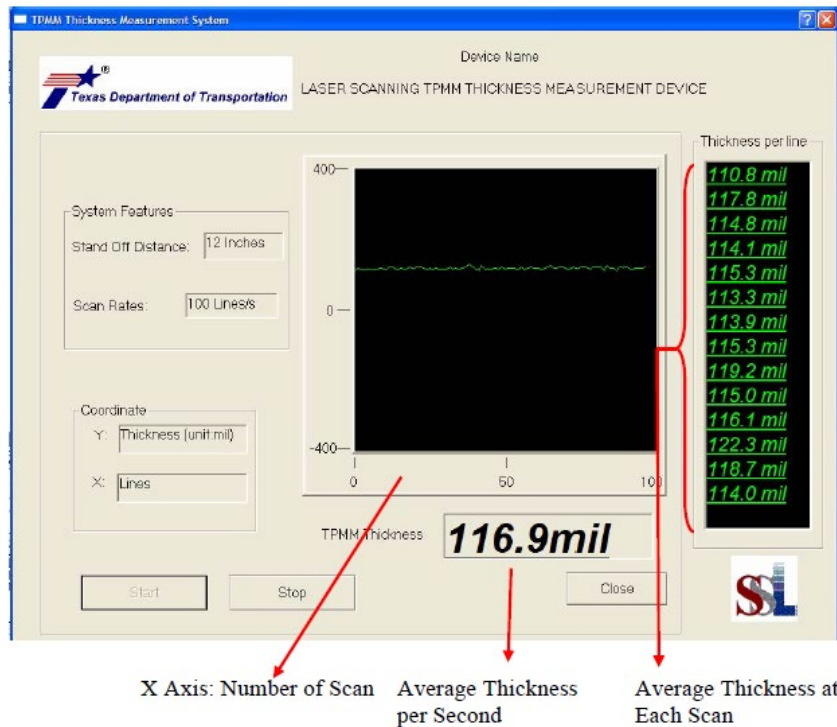 TPMM Thickness Measurement System
Device Name
®
Texas Department of Transportation
LASER SCANNING TPMM THICKNESS MEASUREMENT DEVICE
Thickness per line
System Features
Stand Off Distance: 12 Inches
Scan Rates: 100 Lines/s
Coordinate
Y: Thickness (unit:mil)
X: Lines
400
0
-400
0 50 100
TPMM Thickness 116.9mil
Start Stop Close
110.8 mil
117.8 mil
114.8 mil
114.1 mil
115.3 mil
113.3 mil
113.9 mil
115.3 mil
119.2 mil
115.0 mil
116.1 mil
122.3 mil
118.7 mil
114.0 mil
SSL
X Axis: Number of Scan
Average Thickness
per Second
Average Thickness at
Each Scan